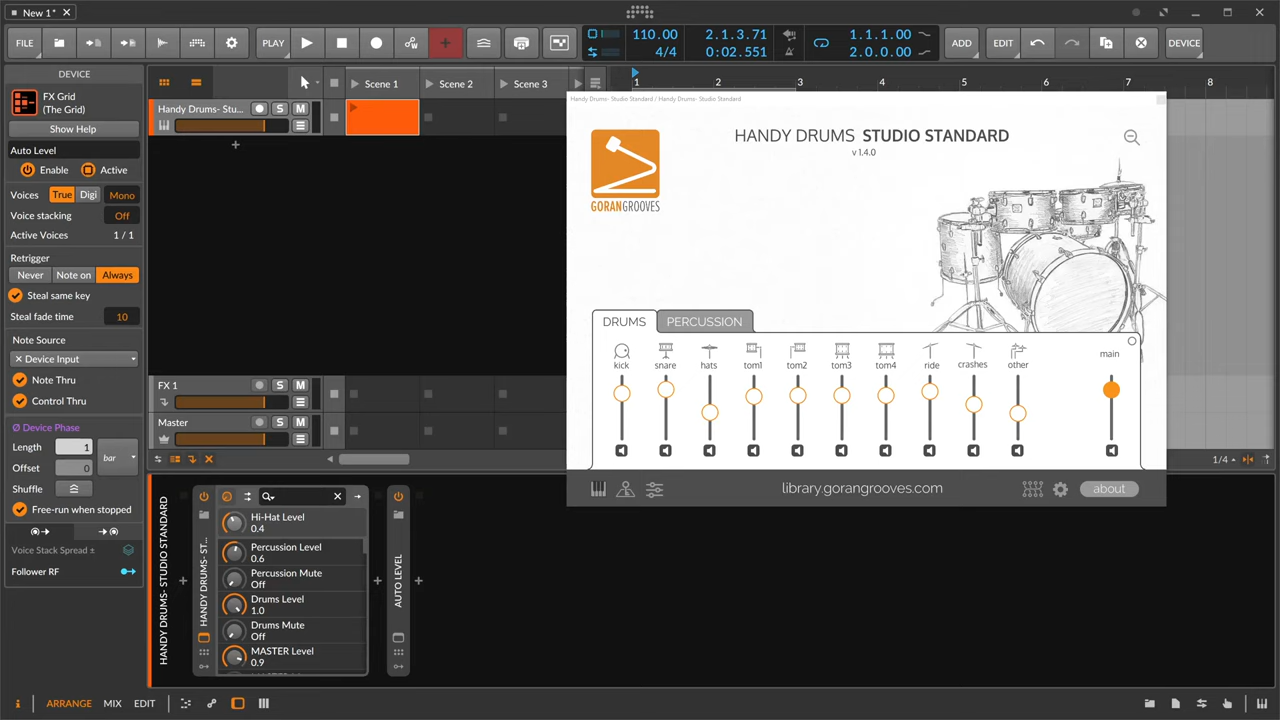 New 1*
FILE
PLAY
110.00
4/4
2.1.3.71
0:02.551
1.1.1.00
2.0.0.00
ADD
EDIT
DEVICE
DEVICE
FX Grid
(The Grid)
Show Help
Auto Level
Enable
Active
Voices
True
Digi
Mono
Voice stacking
Off
Active Voices
1 / 1
Retrigger
Never
Note on
Always
Steal same key
Steal fade time
10
Note Source
× Device Input
Note Thru
Control Thru
Ø Device Phase
Length
1
bar
Offset
0
Shuffle
Free-run when stopped
Voice Stack Spread ±
Follower RF
Scene 1
Scene 2
Scene 3
1
2
3
4
5
6
7
8
Handy Drums- Stu...
S
M
FX 1
S
M
Master
S
M
1/4
Handy Drums- Studio Standard / Handy Drums- Studio Standard
HANDY DRUMS STUDIO STANDARD
v 1.4.0
GORANGROOVES
DRUMS
PERCUSSION
kick
snare
hats
tom1
tom2
tom3
tom4
ride
crashes
other
main
library.gorangrooves.com
about
HANDY DRUMS- STUDIO STANDARD
HANDY DRUMS- ST...
Hi-Hat Level
0.4
Percussion Level
0.6
Percussion Mute
Off
Drums Level
1.0
Drums Mute
Off
MASTER Level
0.9
AUTO LEVEL
ARRANGE
MIX
EDIT